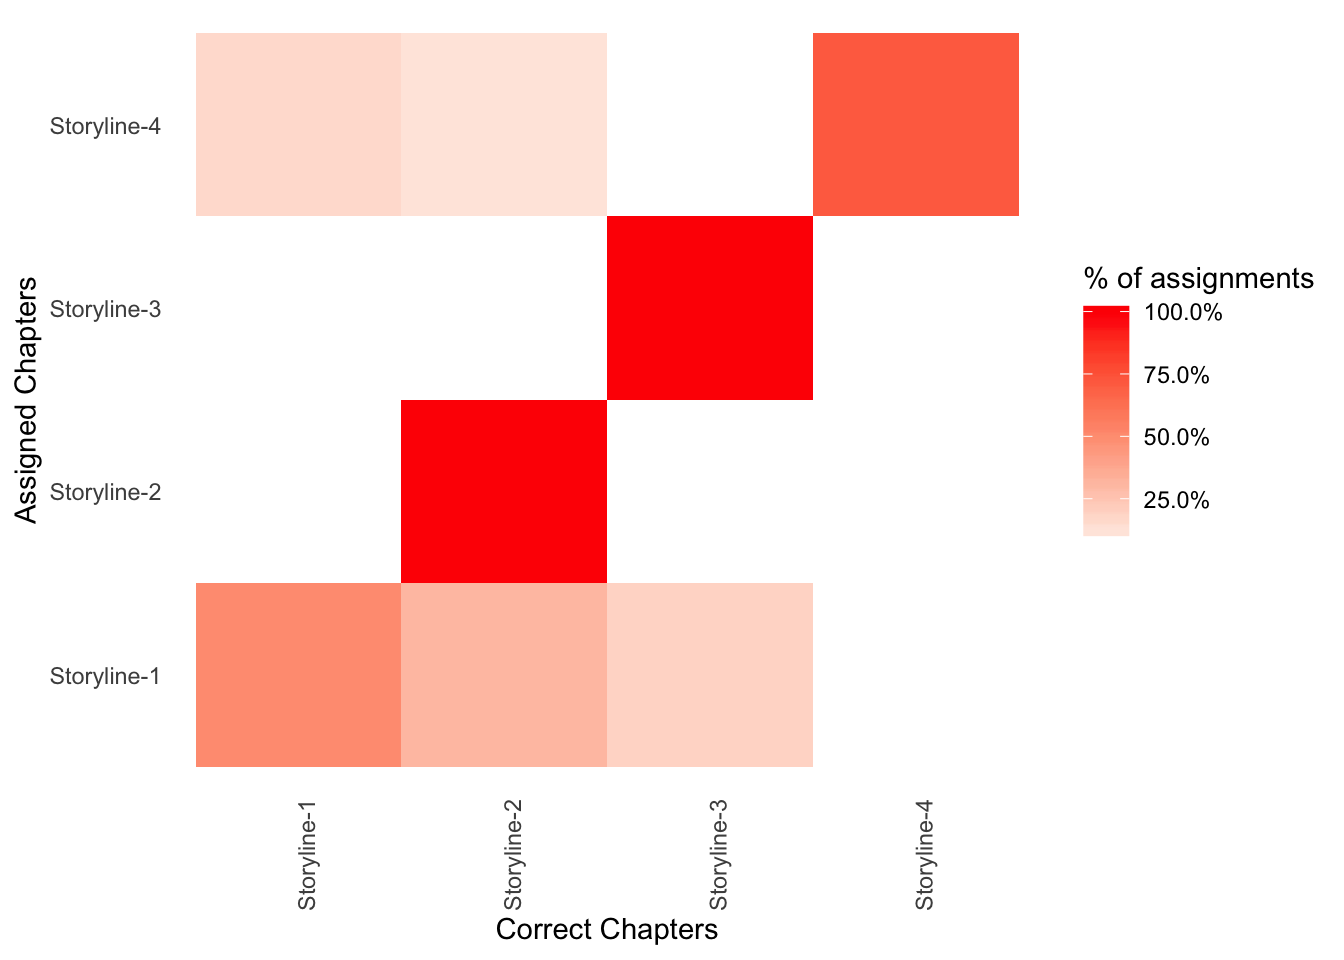 Storyline-4
Storyline-3
Storyline-2
Storyline-1
Assigned Chapters
Storyline-1
Storyline-2
Storyline-3
Storyline-4
Correct Chapters
% of assignments
100.0%
75.0%
50.0%
25.0%